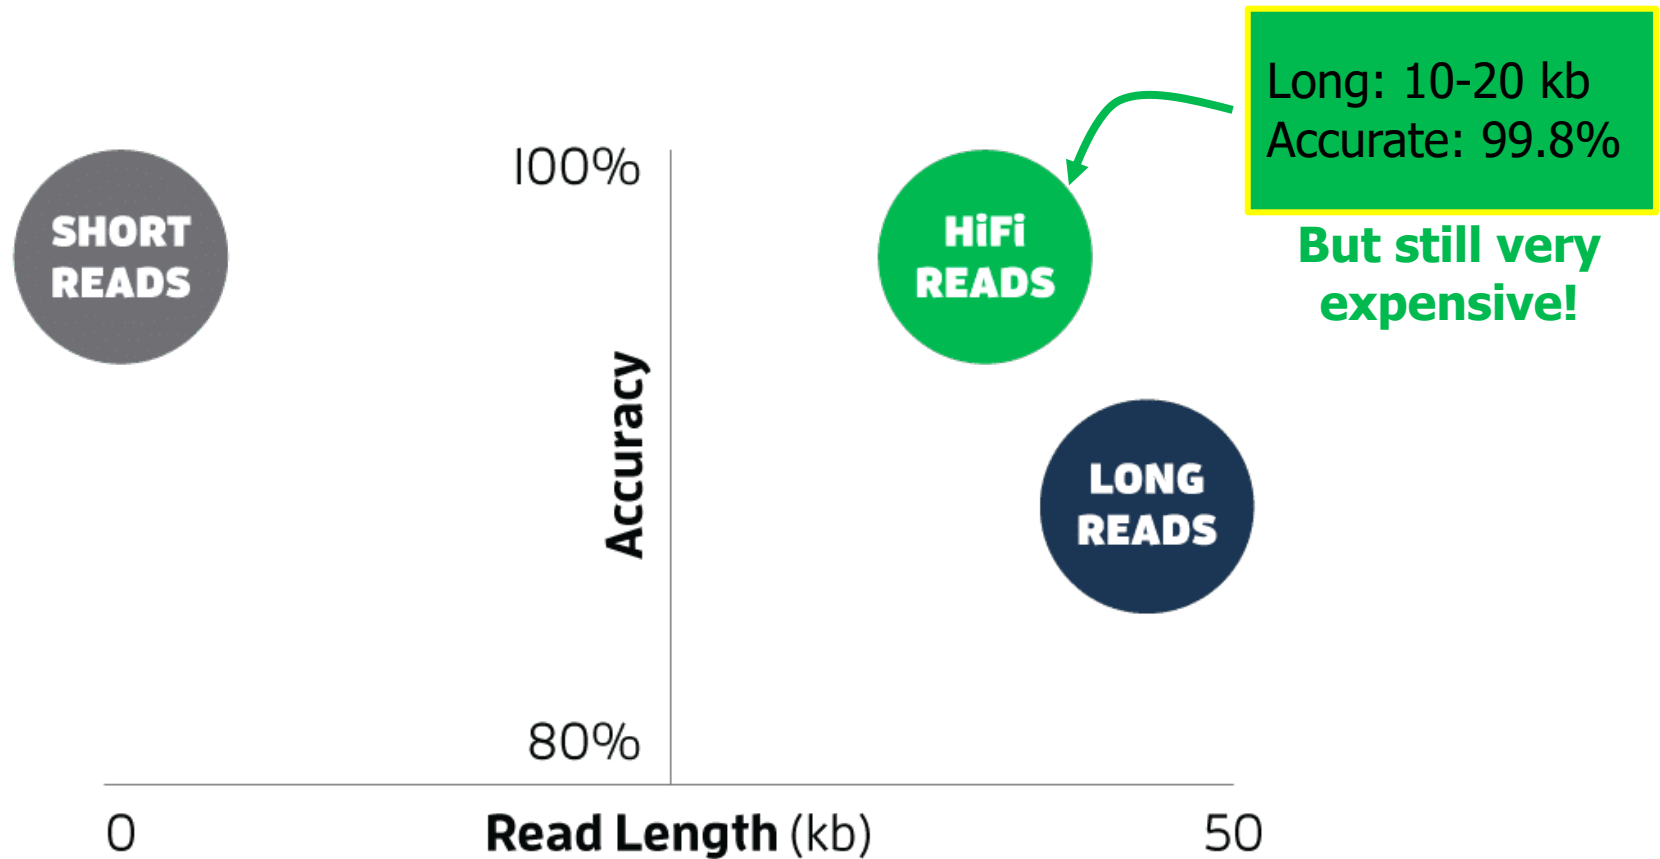 Long: 10-20 kb
Accurate: 99.8%
But still very
expensive!
100%
SHORT
READS
HiFi
READS
Accuracy
LONG
READS
80%
0
Read Length (kb)
50